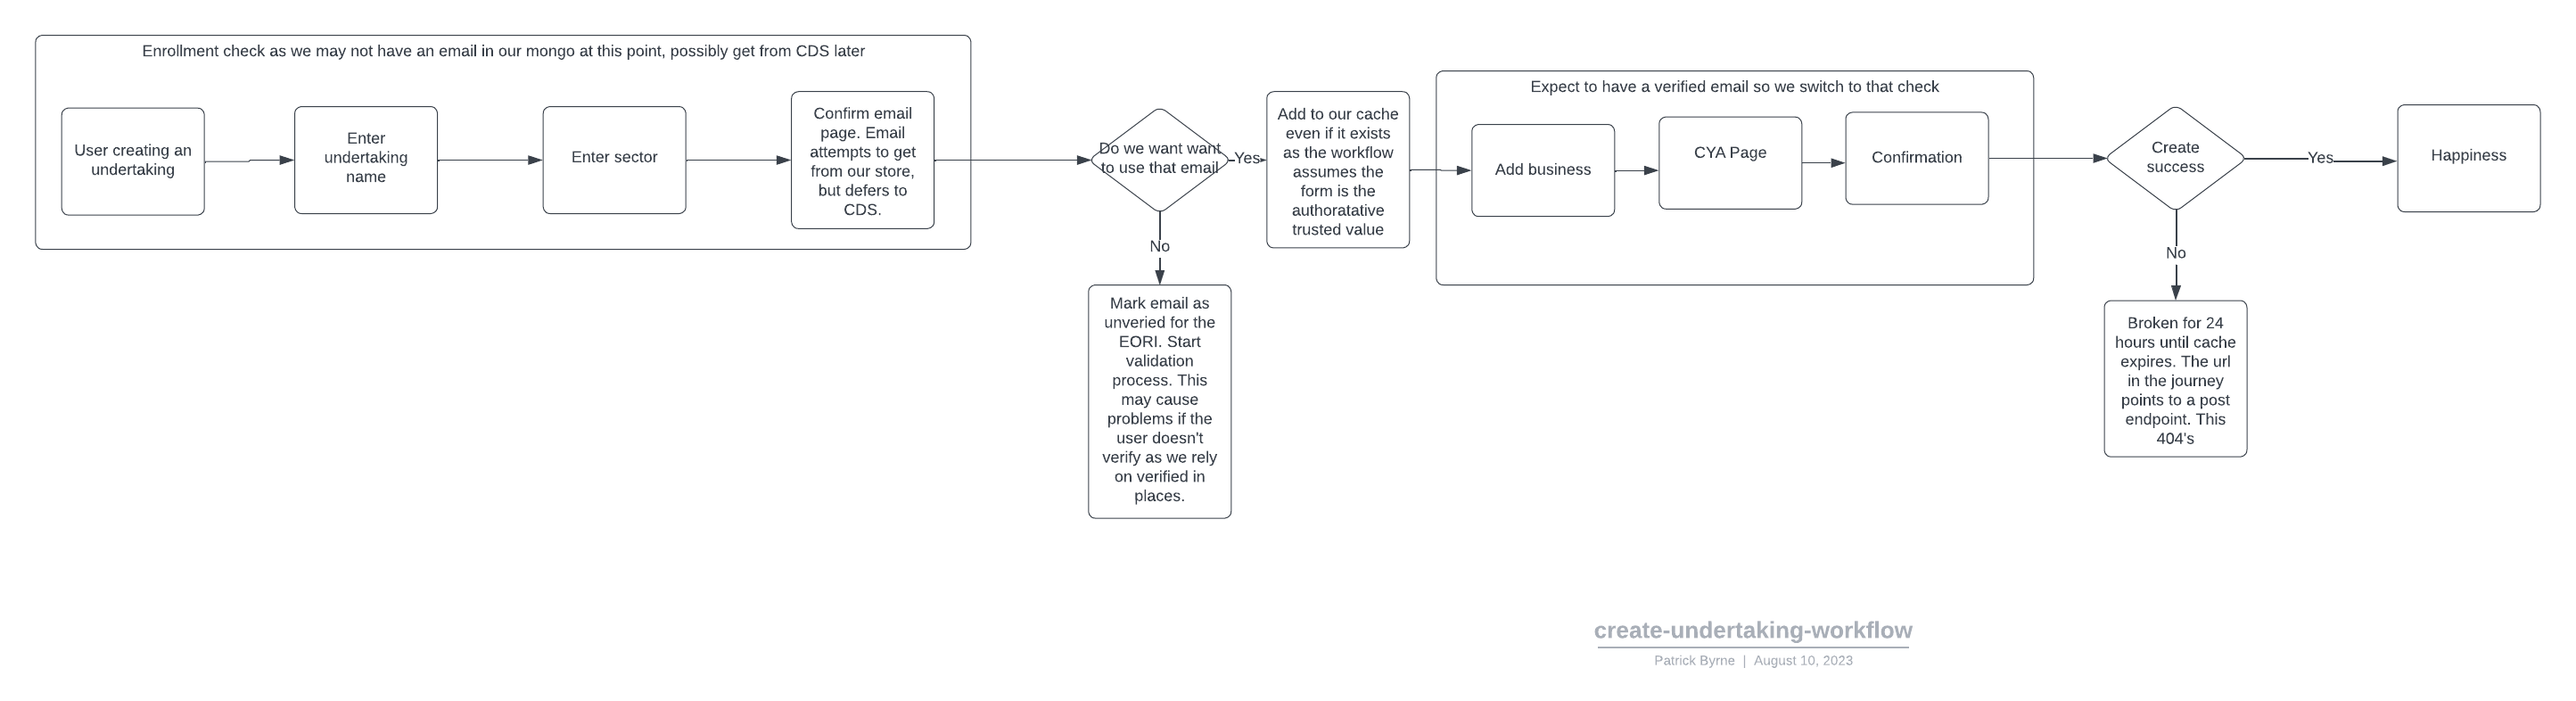 Enrollment check as we may not have an email in our mongo at this point, possibly get from CDS later
User creating an
undertaking
Enter
undertaking
name
Enter sector
Confirm email
page. Email
attempts to get
from our store,
but defers to
CDS.
Do we want want
to use that email
Yes
No
Mark email as
unveried for the
EORI. Start
validation
process. This
may cause
problems if the
user doesn't
verify as we rely
on verified in
places.
Add to our cache
even if it exists
as the workflow
assumes the
form is the
authoratative
trusted value
Expect to have a verified email so we switch to that check
Add business
CYA Page
Confirmation
Create
success
Yes
Happiness
No
Broken for 24
hours until cache
expires. The url
in the journey
points to a post
endpoint. This
404's
create-undertaking-workflow
Patrick Byrne | August 10, 2023